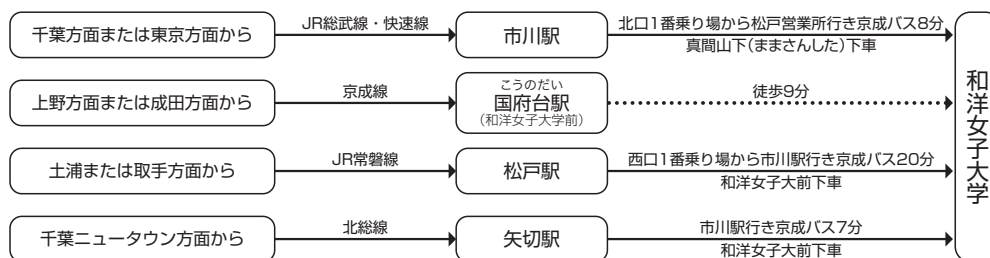 千葉方面または東京方面から
JR総武線・快速線
市川駅
北口1番乗り場から松戸営業所行き京成バス8分
真間山下(ままさんした)下車
上野方面または成田方面から
京成線
こうのだい
国府台駅
(和洋女子大学前)
徒歩9分
土浦または取手方面から
JR常磐線
松戸駅
西口1番乗り場から市川駅行き京成バス20分
和洋女子大前下車
千葉ニュータウン方面から
北総線
矢切駅
市川駅行き京成バス7分
和洋女子大前下車
和洋女子大学